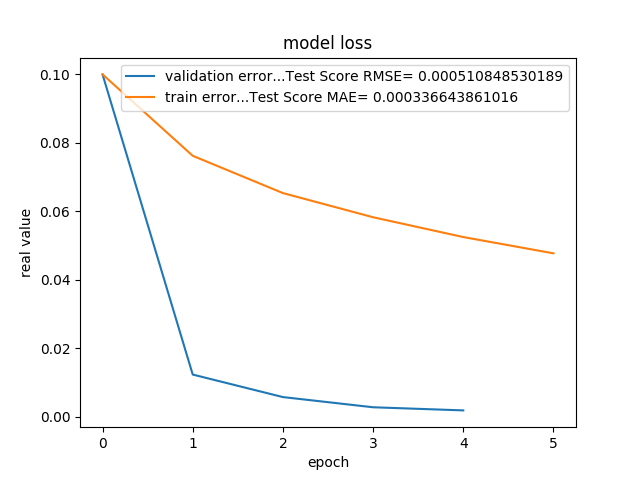 model loss
validation error...Test Score RMSE= 0.000510848530189
train error...Test Score MAE= 0.000336643861016
real value
0.10
0.08
0.06
0.04
0.02
0.00
0 1 2 3 4 5
epoch